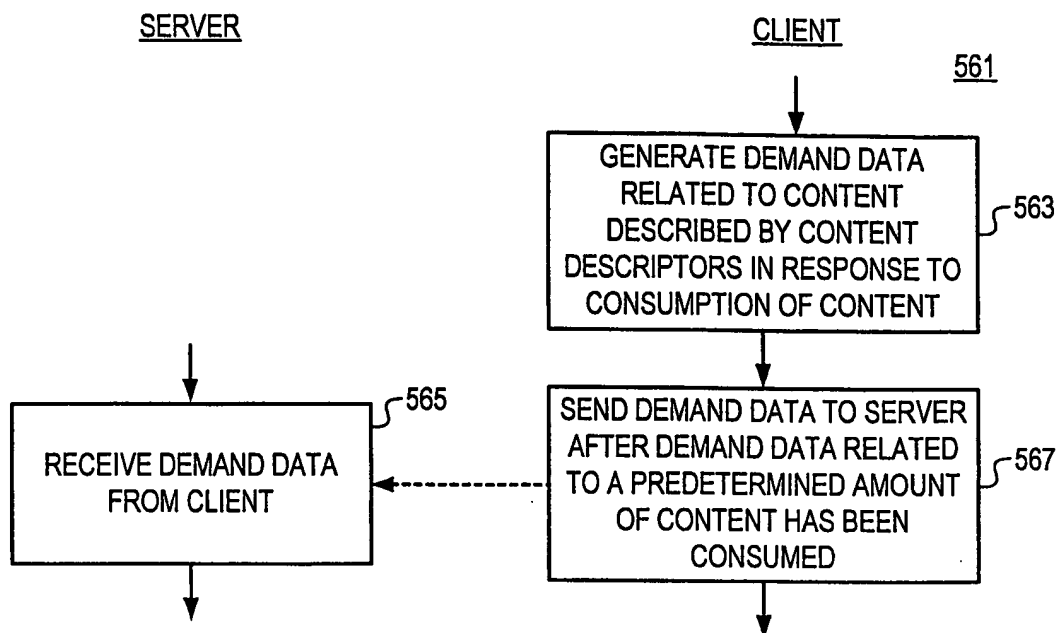 SERVER
CLIENT
561
GENERATE DEMAND DATA
RELATED TO CONTENT
DESCRIBED BY CONTENT
DESCRIPTORS IN RESPONSE TO
CONSUMPTION OF CONTENT
563
565
RECEIVE DEMAND DATA
FROM CLIENT
SEND DEMAND DATA TO SERVER
AFTER DEMAND DATA RELATED
TO A PREDETERMINED AMOUNT
OF CONTENT HAS BEEN
CONSUMED
567